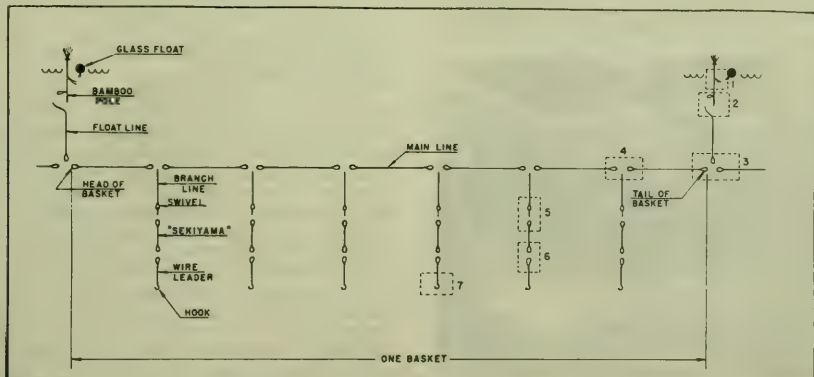 GLASS FLOAT
BAMBOO
POLE
FLOAT LINE
HEAD OF
BASKET
BRANCH
LINE
SWIVEL
"SEKIYAMA"
WIRE
LEADER
HOOK
MAIN LINE
1
2
3
4
5
6
7
TAIL OF
BASKET
ONE BASKET